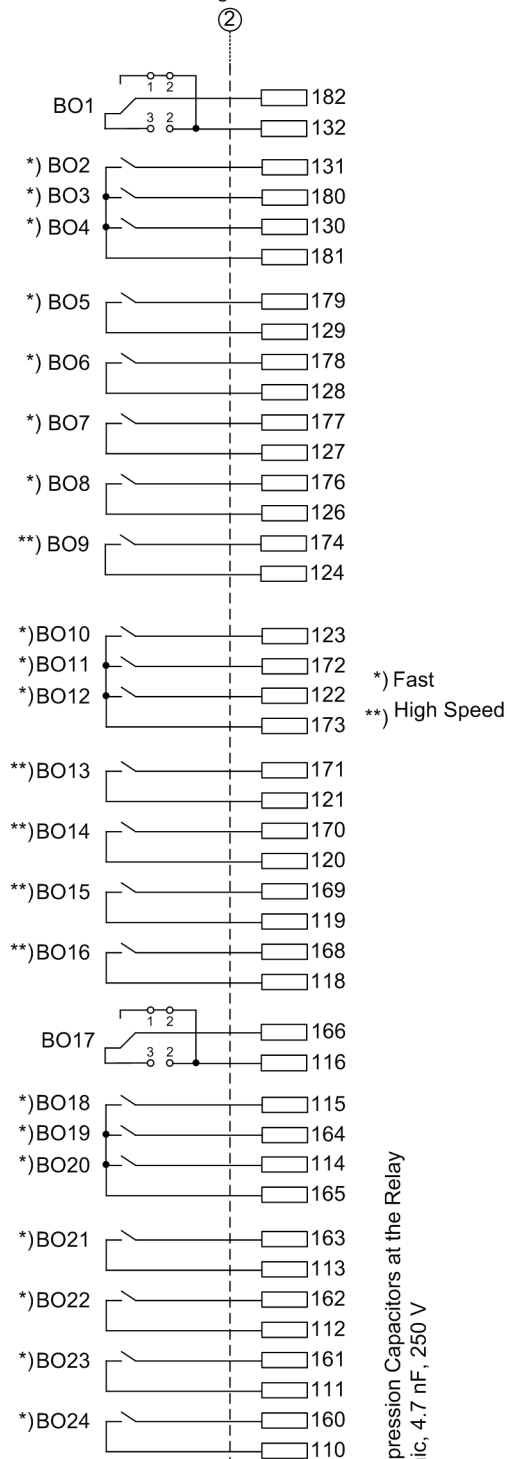 2
1 2
BO1
182
3 2
132
*) BO2
131
*) BO3
180
*) BO4
130
181
*) BO5
179
129
*) BO6
178
128
*) BO7
177
127
*) BO8
176
126
**) BO9
174
124
*)BO10
123
*)BO11
172
*)BO12
122
173
*) Fast
**) High Speed
**)BO13
171
121
**)BO14
170
120
**)BO15
169
119
**)BO16
168
118
1 2
BO17
166
3 2
116
*)BO18
115
*)BO19
164
*)BO20
114
165
*)BO21
163
113
*)BO22
162
112
*)BO23
161
111
*)BO24
160
110
pression Capacitors at the Relay
ic, 4.7 nF, 250 V